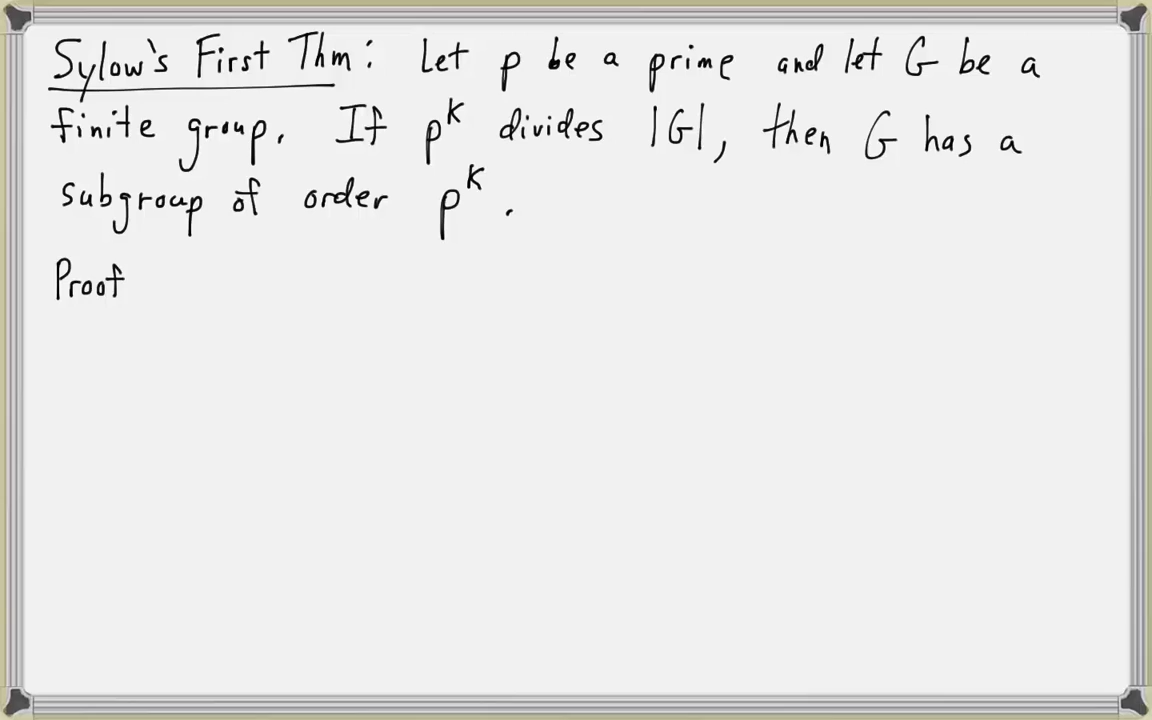 Sylow's First Thm: Let p be a prime and let G be a
finite group. If p^k divides |G|, then G has a
subgroup of order p^k.
Proof